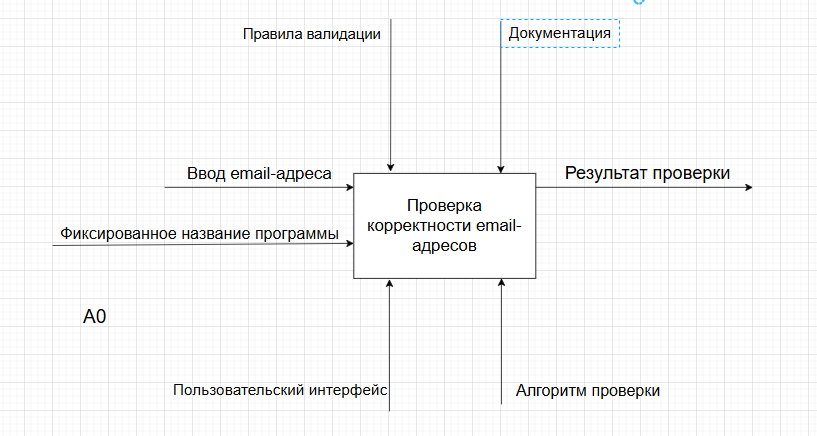 Правила валидации
Документация
Ввод email-адреса
Результат проверки
Проверка
корректности email-
адресов
Фиксированное название программы
A0
Пользовательский интерфейс
Алгоритм проверки